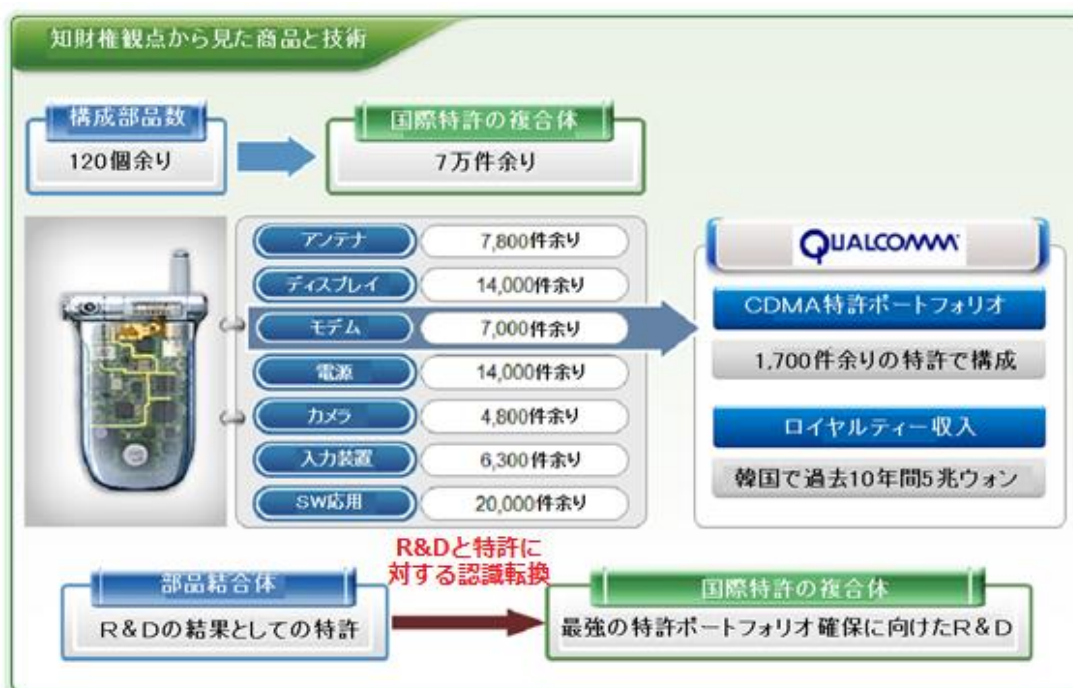 知財権観点から見た商品と技術
構成部品数
120個余り
国際特許の複合体
7万件余り
アンテナ 7,800件余り
ディスプレイ 14,000件余り
モデム 7,000件余り
電源 14,000件余り
カメラ 4,800件余り
入力装置 6,300件余り
SW応用 20,000件余り
QUALCOMM
CDMA特許ポートフォリオ
1,700件余りの特許で構成
ロイヤルティー収入
韓国で過去10年間5兆ウォン
R&Dと特許に
対する認識転換
部品結合体
R&Dの結果としての特許
国際特許の複合体
最強の特許ポートフォリオ確保に向けたR&D